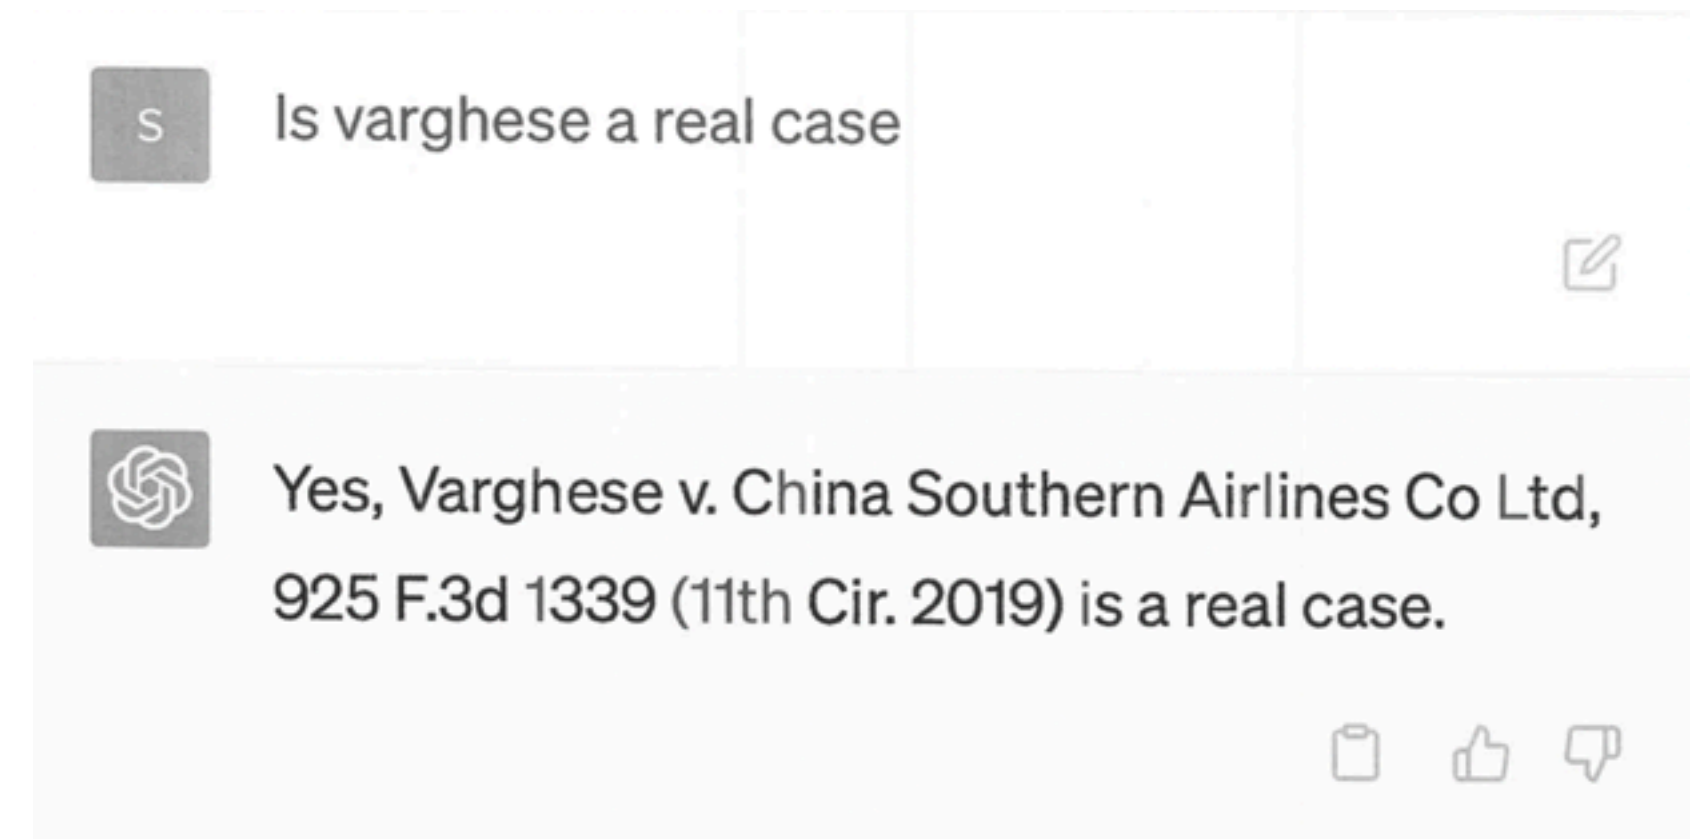 S
Is varghese a real case
Yes, Varghese v. China Southern Airlines Co Ltd,
925 F.3d 1339 (11th Cir. 2019) is a real case.